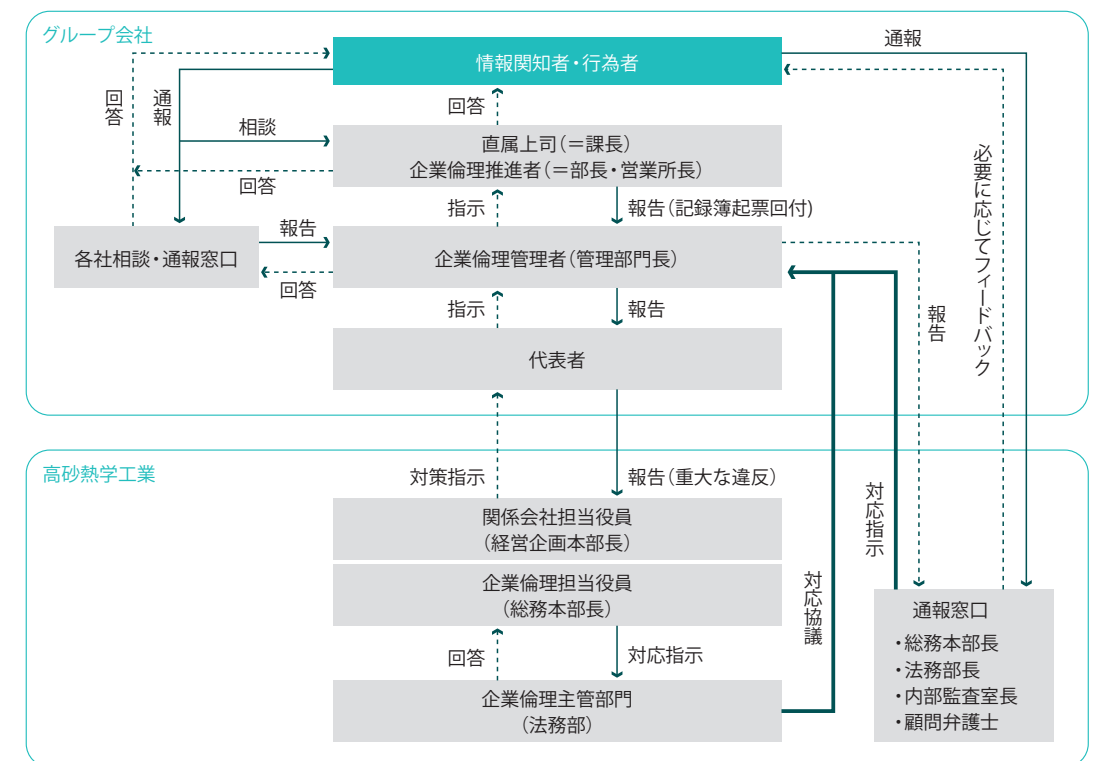 グループ会社
情報関知者・行為者
通報
回答
通報
回答
相談
直属上司(=課長)
企業倫理推進者(=部長・営業所長)
回答
指示
報告(記録簿起票回付)
必要に応じてフィードバック
各社相談・通報窓口
報告
回答
企業倫理管理者(管理部門長)
指示
報告
報告
代表者
高砂熱学工業
対策指示
報告(重大な違反)
関係会社担当役員
(経営企画本部長)
企業倫理担当役員
(総務本部長)
回答
対応指示
企業倫理主管部門
(法務部)
対応協議
対応指示
通報窓口
・総務本部長
・法務部長
・内部監査室長
・顧問弁護士